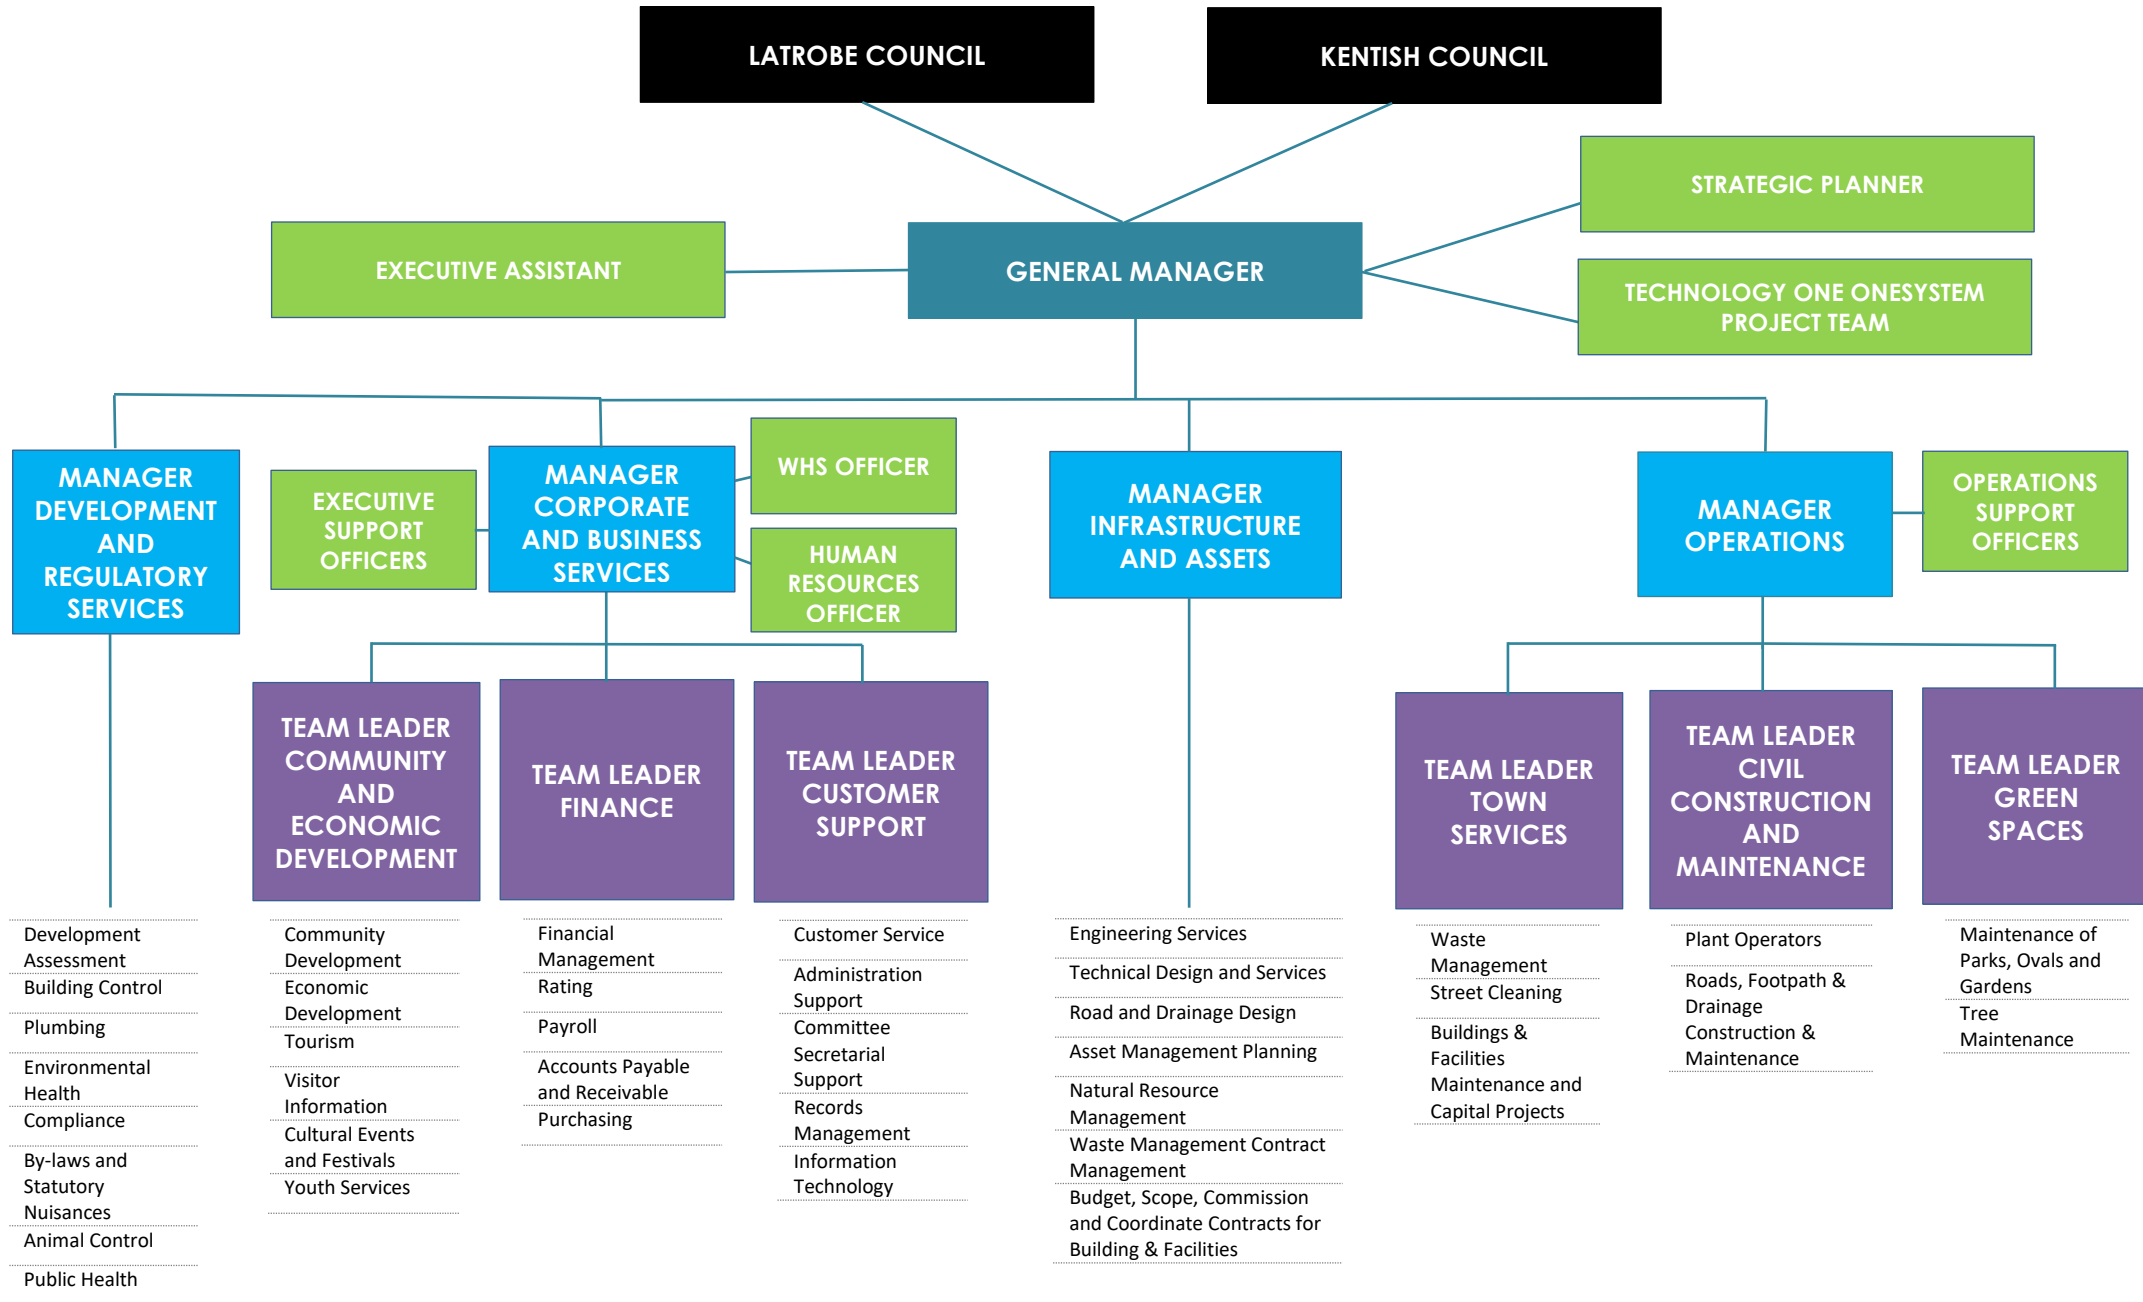 LATROBE COUNCIL
KENTISH COUNCIL
STRATEGIC PLANNER
EXECUTIVE ASSISTANT
GENERAL MANAGER
TECHNOLOGY ONE ONESYSTEM
PROJECT TEAM
MANAGER
DEVELOPMENT
AND
REGULATORY
SERVICES
EXECUTIVE
SUPPORT
OFFICERS
MANAGER
CORPORATE
AND BUSINESS
SERVICES
WHS OFFICER
HUMAN
RESOURCES
OFFICER
MANAGER
INFRASTRUCTURE
AND ASSETS
MANAGER
OPERATIONS
OPERATIONS
SUPPORT
OFFICERS
TEAM LEADER
COMMUNITY
AND
ECONOMIC
DEVELOPMENT
TEAM LEADER
FINANCE
TEAM LEADER
CUSTOMER
SUPPORT
TEAM LEADER
TOWN
SERVICES
TEAM LEADER
CIVIL
CONSTRUCTION
AND
MAINTENANCE
TEAM LEADER
GREEN
SPACES
Development
Assessment
Building Control
Plumbing
Environmental
Health
Compliance
By-laws and
Statutory
Nuisances
Animal Control
Public Health
Community
Development
Economic
Development
Tourism
Visitor
Information
Cultural Events
and Festivals
Youth Services
Financial
Management
Rating
Payroll
Accounts Payable
and Receivable
Purchasing
Customer Service
Administration
Support
Committee
Secretarial
Support
Records
Management
Information
Technology
Engineering Services
Technical Design and Services
Road and Drainage Design
Asset Management Planning
Natural Resource
Management
Waste Management Contract
Management
Budget, Scope, Commission
and Coordinate Contracts for
Building & Facilities
Waste
Management
Street Cleaning
Buildings &
Facilities
Maintenance and
Capital Projects
Plant Operators
Roads, Footpath &
Drainage
Construction &
Maintenance
Maintenance of
Parks, Ovals and
Gardens
Tree
Maintenance